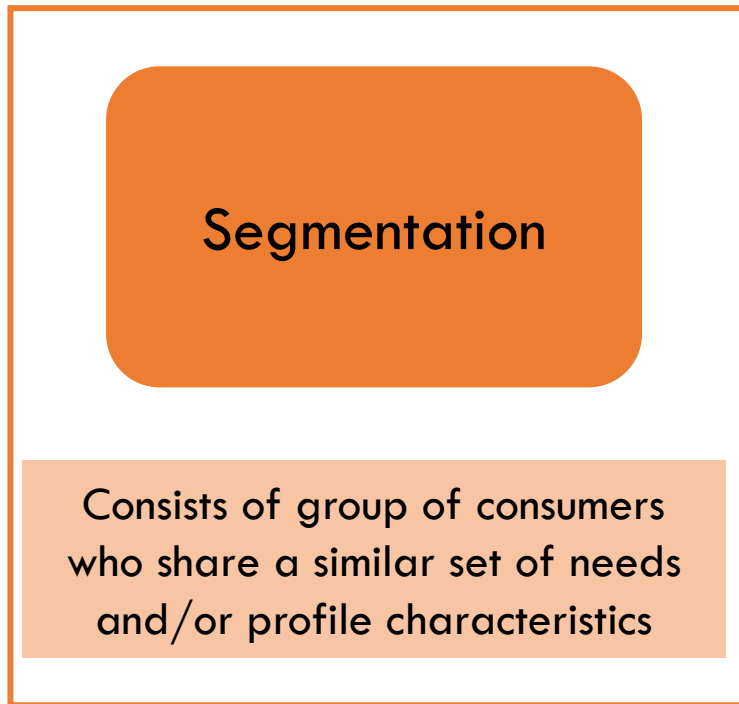 Segmentation
Consists of group of consumers
who share a similar set of needs
and/or profile characteristics